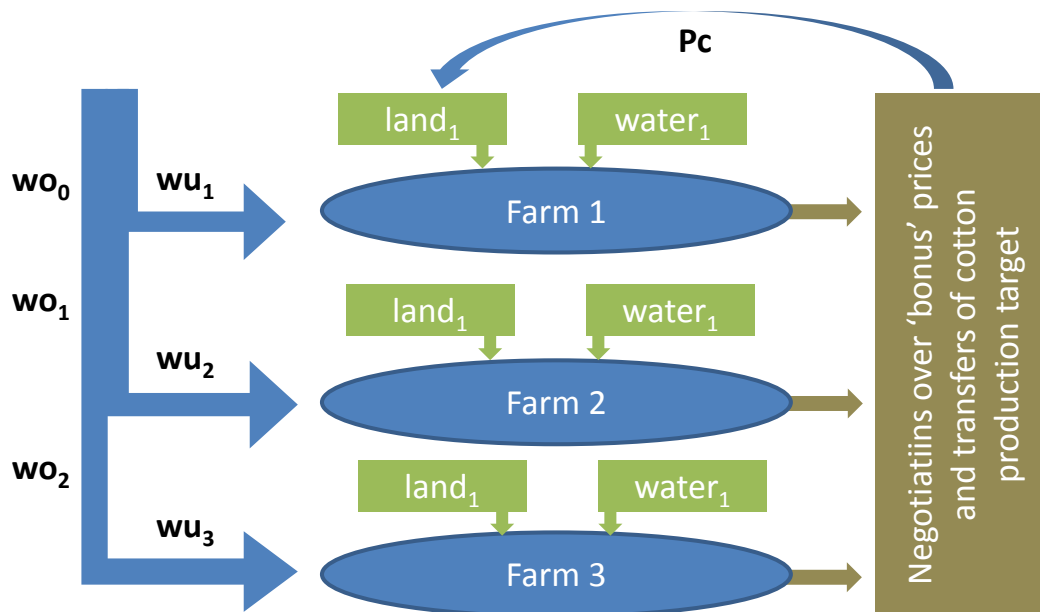 Pc
land₁
water₁
wo₀
wu₁
Farm 1
wo₁
land₁
water₁
wu₂
Farm 2
wo₂
land₁
water₁
wu₃
Farm 3
Negotiatiins over ‘bonus’ prices
and transfers of cotton
production target